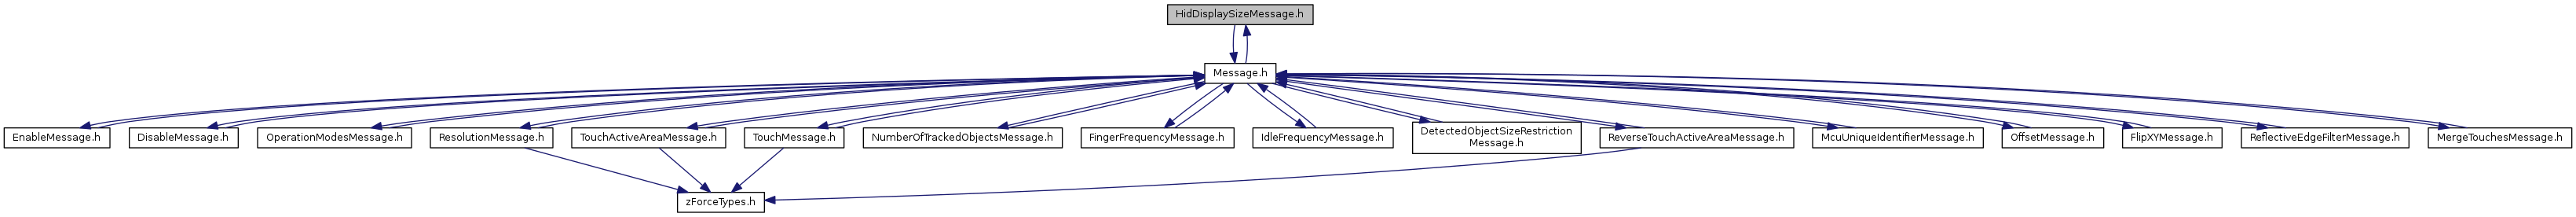 HidDisplaySizeMessage.h
Message.h
EnableMessage.h
DisableMessage.h
OperationModesMessage.h
ResolutionMessage.h
TouchActiveAreaMessage.h
TouchMessage.h
NumberOfTrackedObjectsMessage.h
FingerFrequencyMessage.h
IdleFrequencyMessage.h
DetectedObjectSizeRestriction
Message.h
ReverseTouchActiveAreaMessage.h
McuUniqueIdentifierMessage.h
OffsetMessage.h
FlipXYMessage.h
ReflectiveEdgeFilterMessage.h
MergeTouchesMessage.h
zForceTypes.h